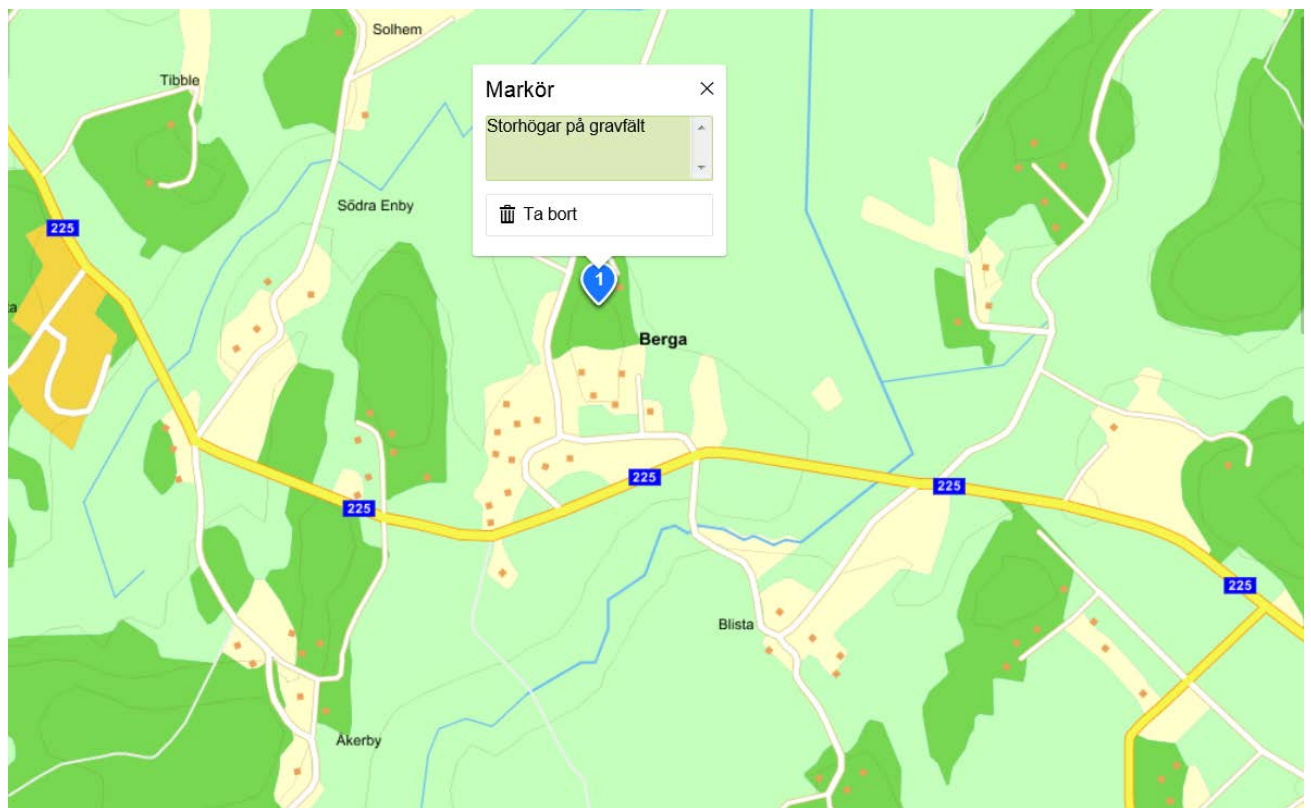 Solhem
Tibble
Markör
Storhögar på gravfält
Södra Enby
Ta bort
225
1
ta
Berga
225
225
225
225
Blista
Åkerby